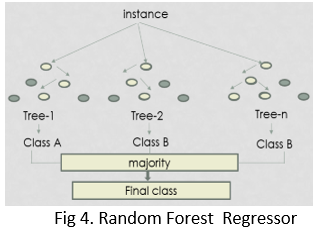 instance
Tree-1 Tree-2 Tree-n
Class A Class B Class B
majority
Final class
Fig 4. Random Forest Regressor